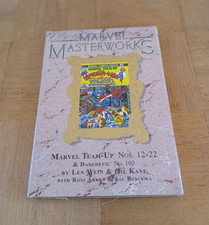 MARVEL
MASTERWORKS
MARVEL TEAM-UP NOS. 12-22
& DAREDEVIL NO. 103
BY LEN WEIN & GIL KANE
WITH ROSS ANDRU & SAL BUSCEMA